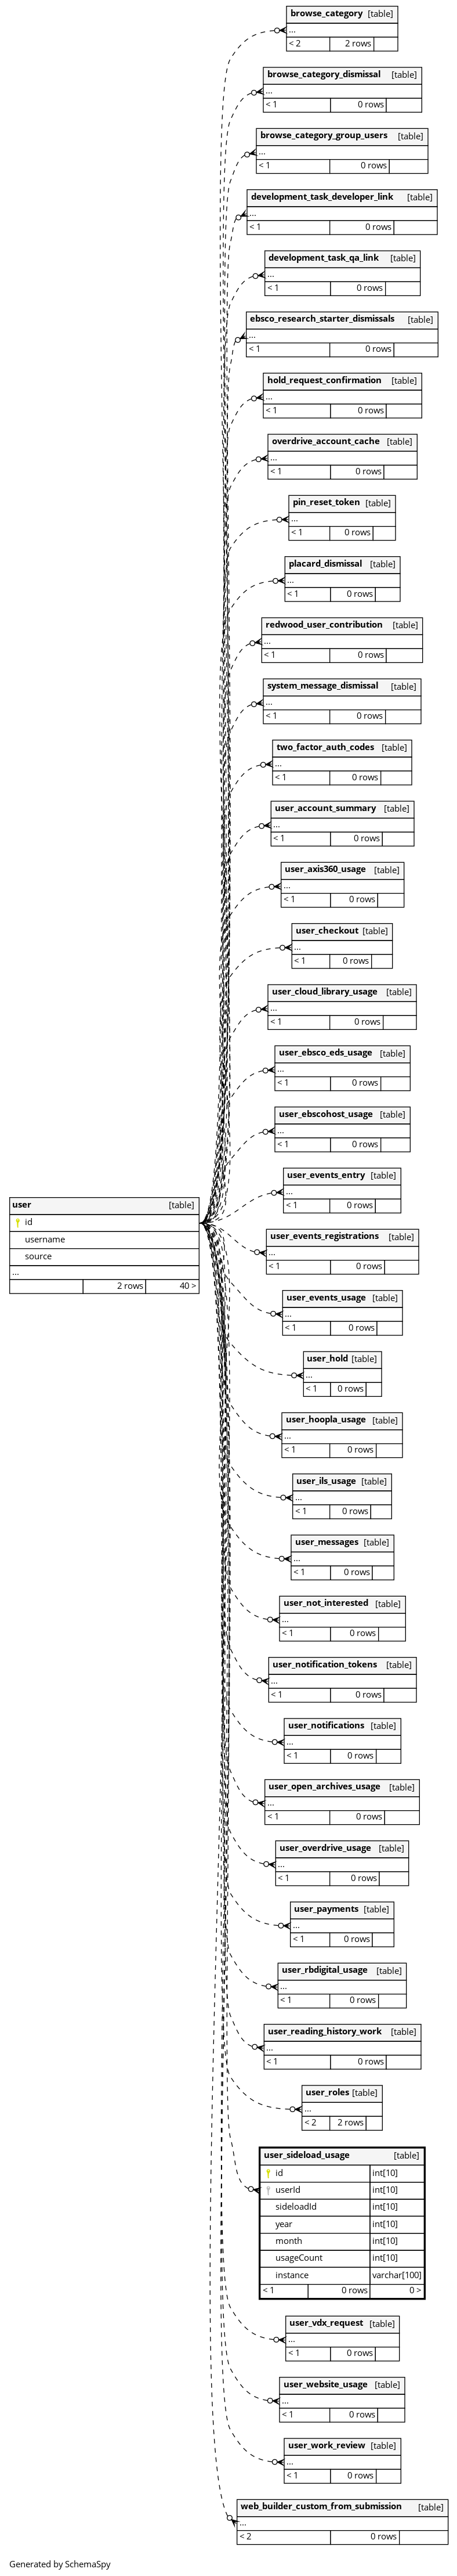 browse_category [table]
...
< 2 2 rows
browse_category_dismissal [table]
...
< 1 0 rows
browse_category_group_users [table]
...
< 1 0 rows
development_task_developer_link [table]
...
< 1 0 rows
development_task_qa_link [table]
...
< 1 0 rows
ebsco_research_starter_dismissals [table]
...
< 1 0 rows
hold_request_confirmation [table]
...
< 1 0 rows
overdrive_account_cache [table]
...
< 1 0 rows
pin_reset_token [table]
...
< 1 0 rows
placard_dismissal [table]
...
< 1 0 rows
redwood_user_contribution [table]
...
< 1 0 rows
system_message_dismissal [table]
...
< 1 0 rows
two_factor_auth_codes [table]
...
< 1 0 rows
user_account_summary [table]
...
< 1 0 rows
user_axis360_usage [table]
...
< 1 0 rows
user_checkout [table]
...
< 1 0 rows
user_cloud_library_usage [table]
...
< 1 0 rows
user_ebsco_eds_usage [table]
...
< 1 0 rows
user_ebscohost_usage [table]
...
< 1 0 rows
user_events_entry [table]
...
< 1 0 rows
user [table]
id
username
source
...
2 rows 40 >
user_events_registrations [table]
...
< 1 0 rows
user_events_usage [table]
...
< 1 0 rows
user_hold [table]
...
< 1 0 rows
user_hoopla_usage [table]
...
< 1 0 rows
user_ils_usage [table]
...
< 1 0 rows
user_messages [table]
...
< 1 0 rows
user_not_interested [table]
...
< 1 0 rows
user_notification_tokens [table]
...
< 1 0 rows
user_notifications [table]
...
< 1 0 rows
user_open_archives_usage [table]
...
< 1 0 rows
user_overdrive_usage [table]
...
< 1 0 rows
user_payments [table]
...
< 1 0 rows
user_rbdigital_usage [table]
...
< 1 0 rows
user_reading_history_work [table]
...
< 1 0 rows
user_roles [table]
...
< 2 2 rows
user_sideload_usage [table]
id int[10]
userId int[10]
sideloadId int[10]
year int[10]
month int[10]
usageCount int[10]
instance varchar[100]
< 1 0 rows 0 >
user_vdx_request [table]
...
< 1 0 rows
user_website_usage [table]
...
< 1 0 rows
user_work_review [table]
...
< 1 0 rows
web_builder_custom_from_submission [table]
...
< 2 0 rows
Generated by SchemaSpy